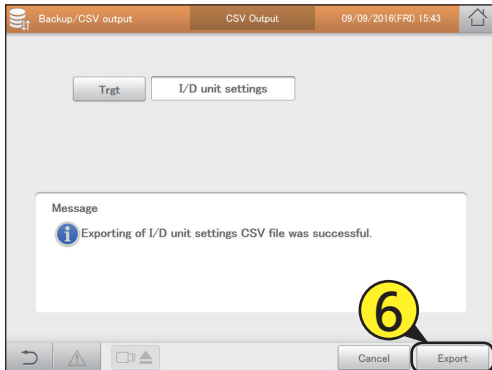 Backup/CSV output CSV Output 09/09/2016(FRI) 15:43
Trgt I/D unit settings
Message
i Exporting of I/D unit settings CSV file was successful.
6
Cancel Export